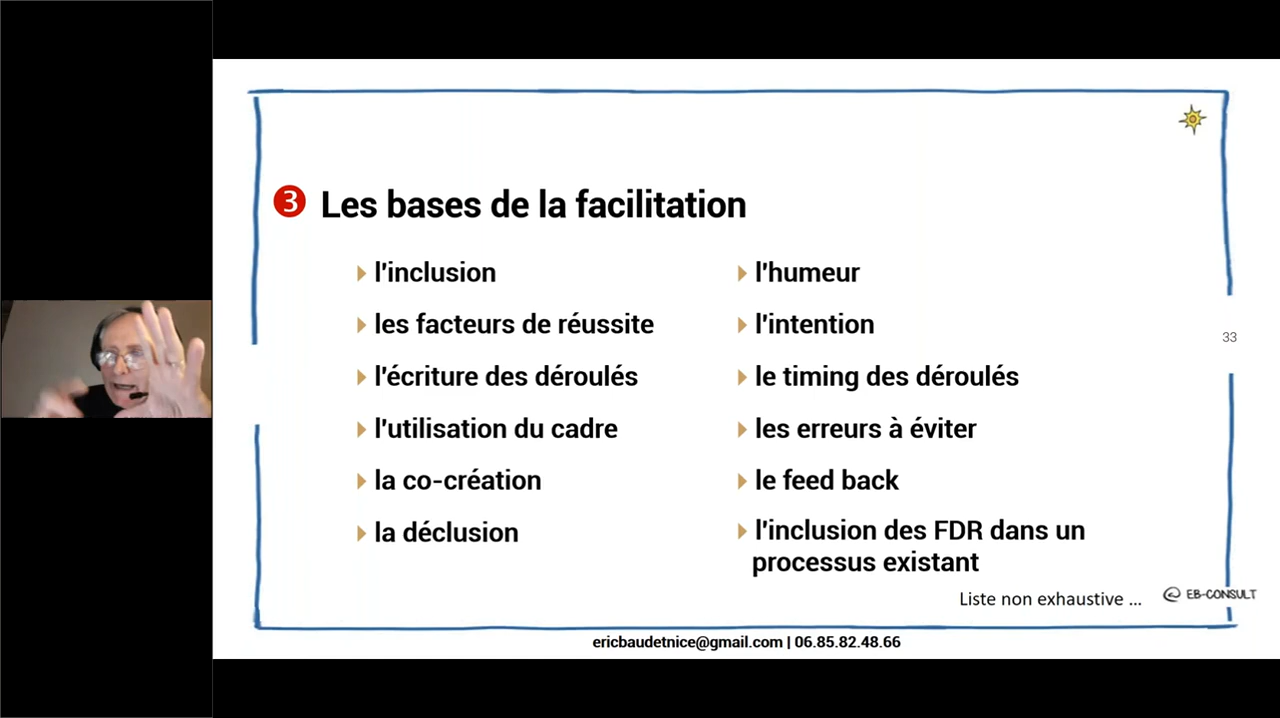 ❸ Les bases de la facilitation
l'inclusion
les facteurs de réussite
l'écriture des déroulés
l'utilisation du cadre
la co-création
la déclusion
l'humeur
l'intention
le timing des déroulés
les erreurs à éviter
le feed back
l'inclusion des FDR dans un
processus existant
33
Liste non exhaustive ...
EB-CONSULT
ericbaudetnice@gmail.com | 06.85.82.48.66